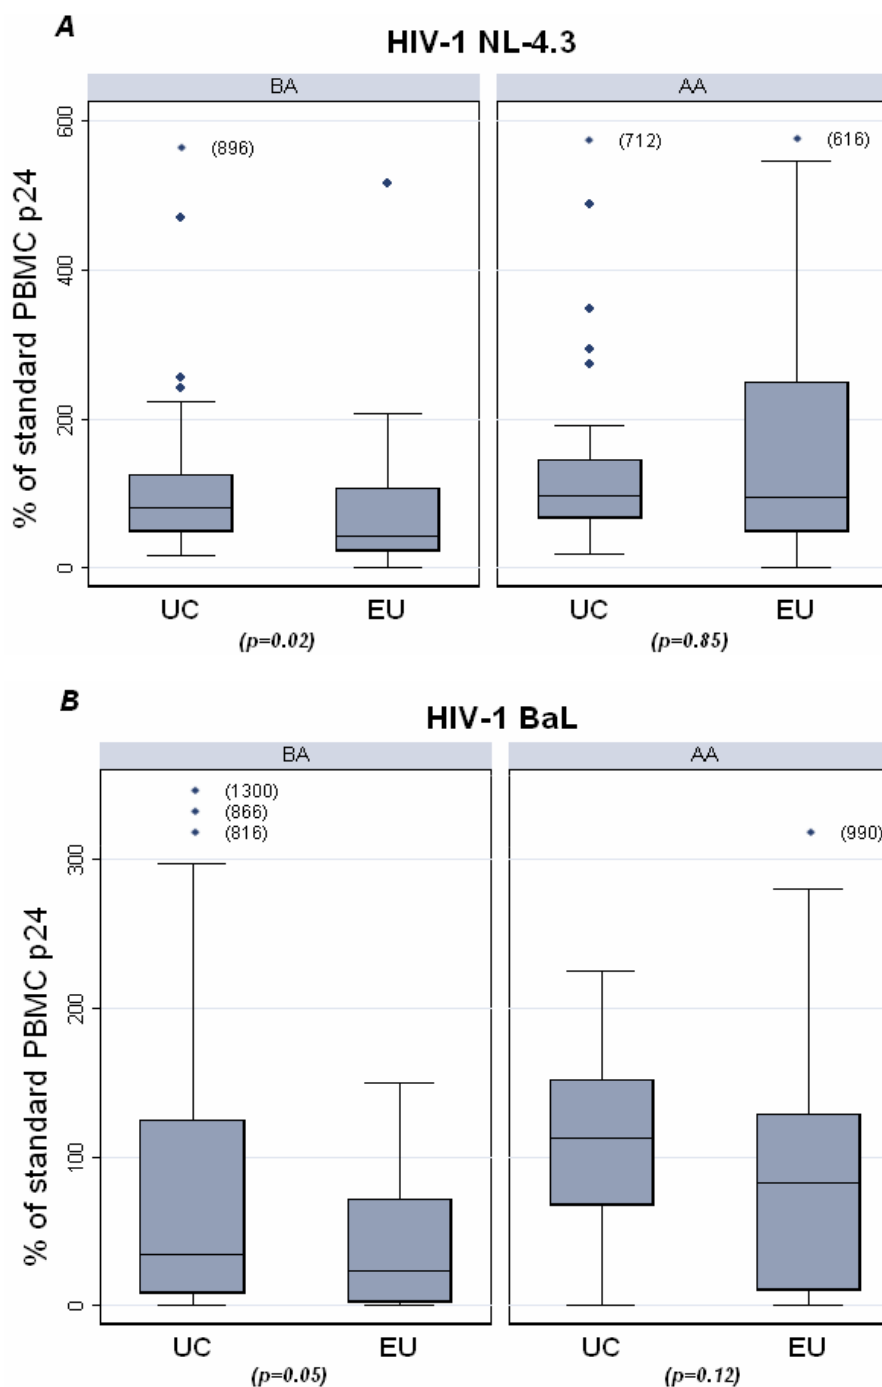 A
HIV-1 NL-4.3
BA
AA
% of standard PBMC p24
600
400
200
0
(896)
(712)
(616)
UC
EU
UC
EU
(p=0.02)
(p=0.85)
B
HIV-1 BaL
BA
AA
% of standard PBMC p24
300
200
100
0
(1300)
(866)
(816)
(990)
UC
EU
UC
EU
(p=0.05)
(p=0.12)